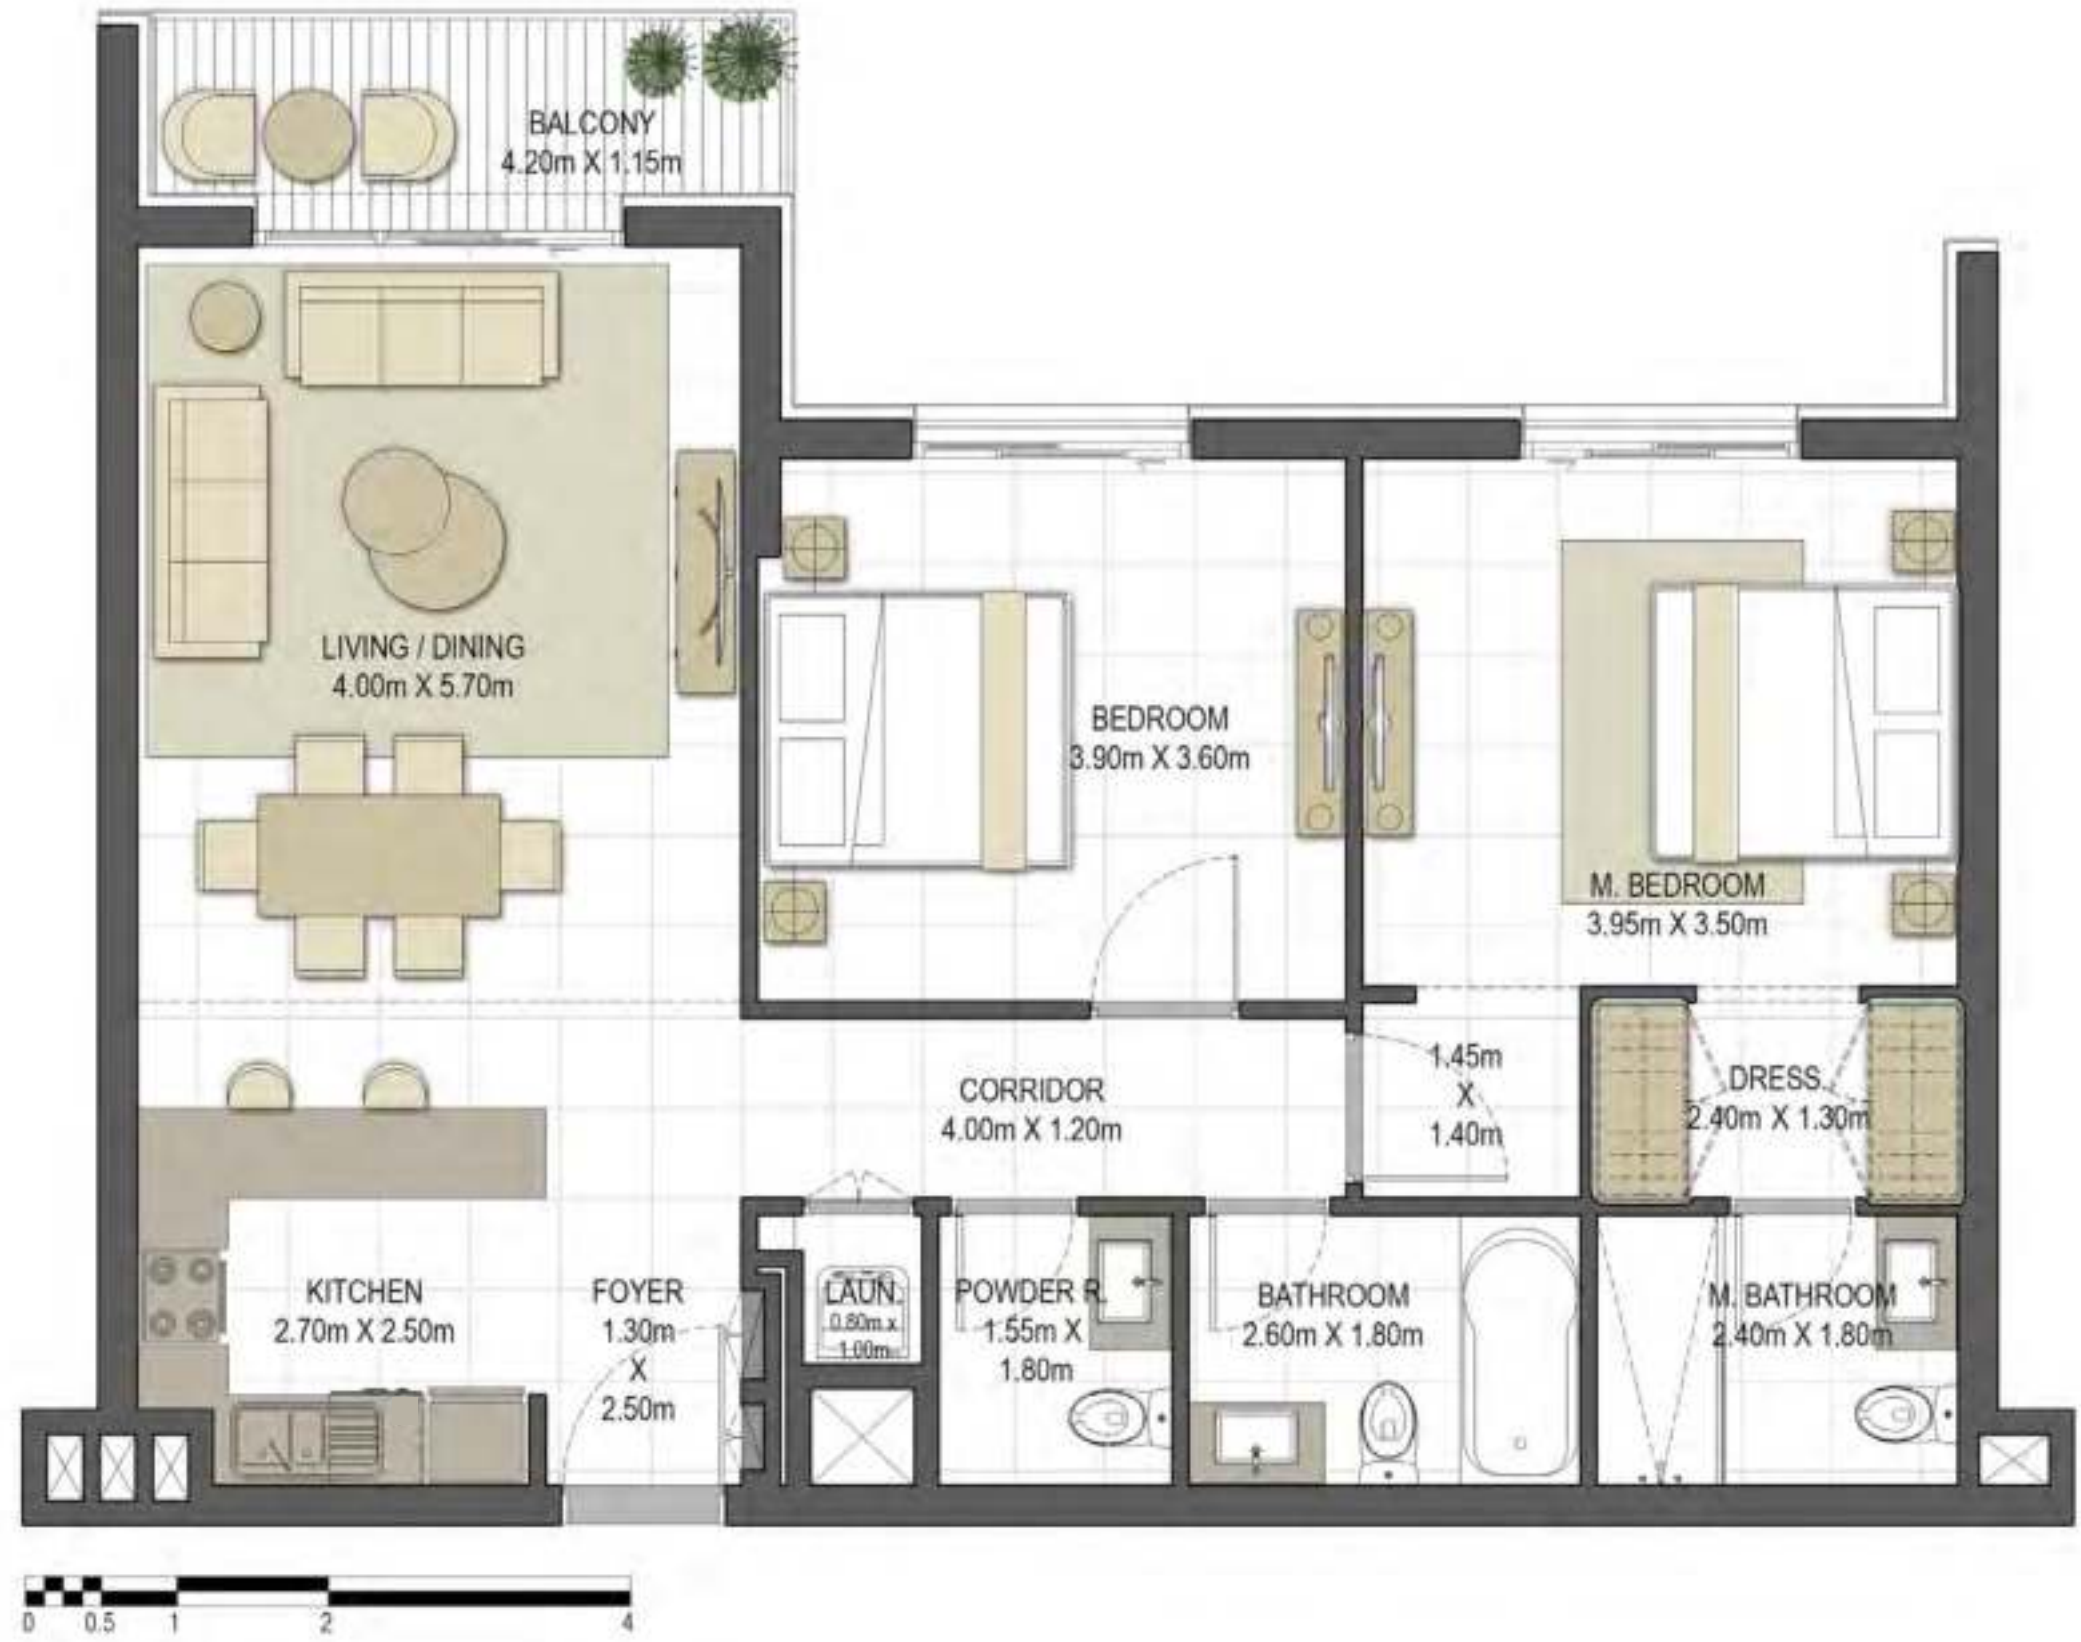 BALCONY
4.20m X 1.15m
LIVING / DINING
4.00m X 5.70m
BEDROOM
3.90m X 3.60m
M. BEDROOM
3.95m X 3.50m
CORRIDOR
4.00m X 1.20m
1.45m
X
1.40m
DRESS.
2.40m X 1.30m
KITCHEN
2.70m X 2.50m
FOYER
1.30m
X
2.50m
LAUN.
0.80m x
1.00m
POWDER R.
1.55m X
1.80m
BATHROOM
2.60m X 1.80m
M. BATHROOM
2.40m X 1.80m
0 0.5 1 2 4